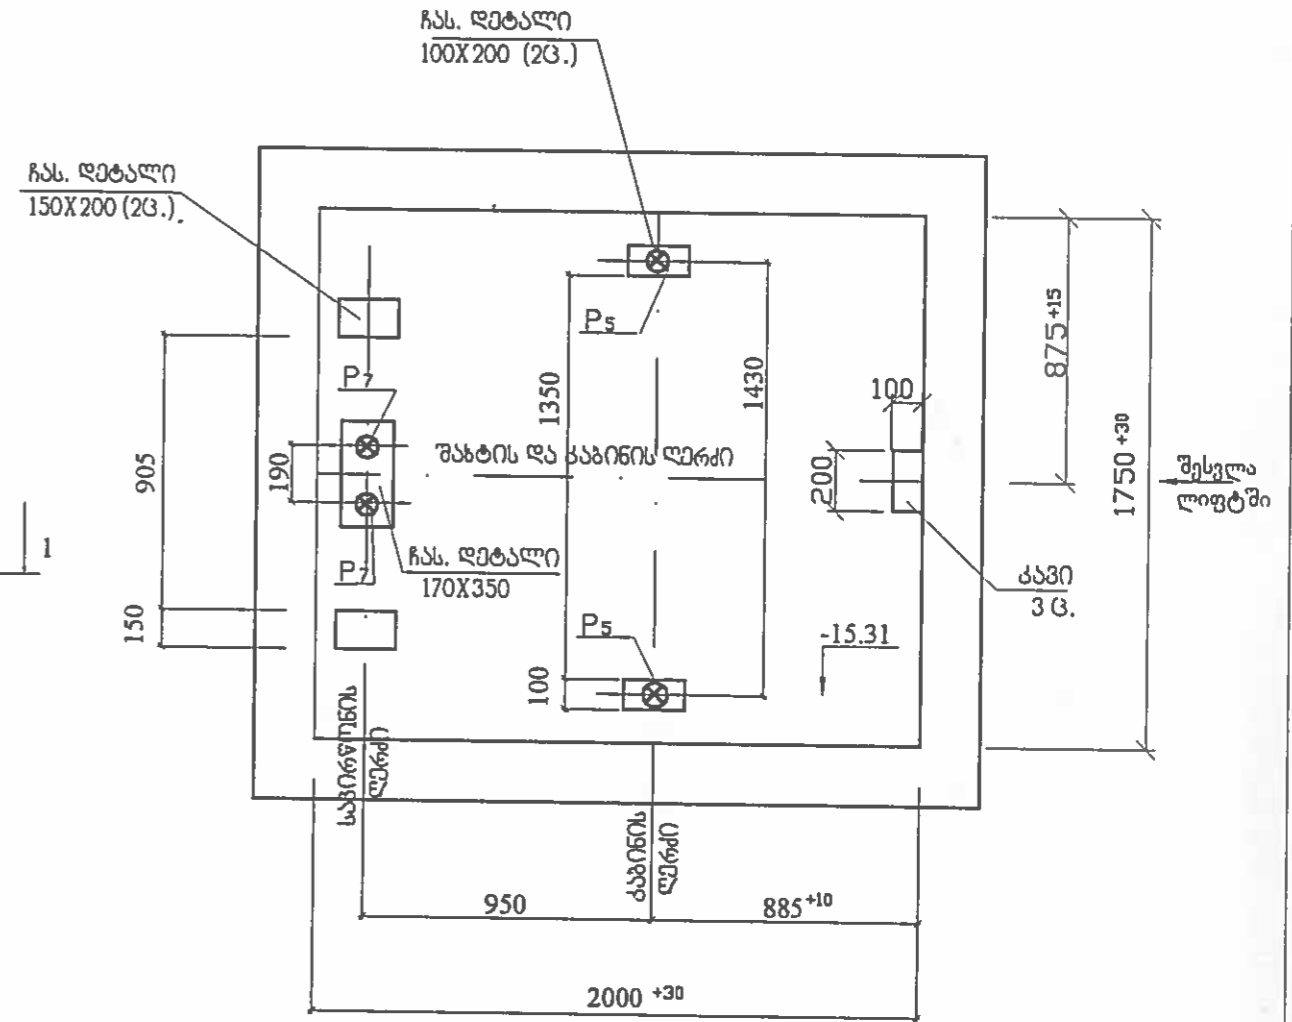 ჩას. დეტალი
100X200 (2ც.)
ჩას. დეტალი
150X200 (2ც.)
P5
P7
1350
1430
875+15
100
905
190
შახტის და კაბინის ღერძი
200
1750+30
შესვლა
ლიფტში
1
P7
ჩას. დეტალი
170X350
კავი
3 ც.
150
P5
-15.31
100
საპირწონის
ღერძი
კაბინის
ღერძი
950
885+10
2000 +30